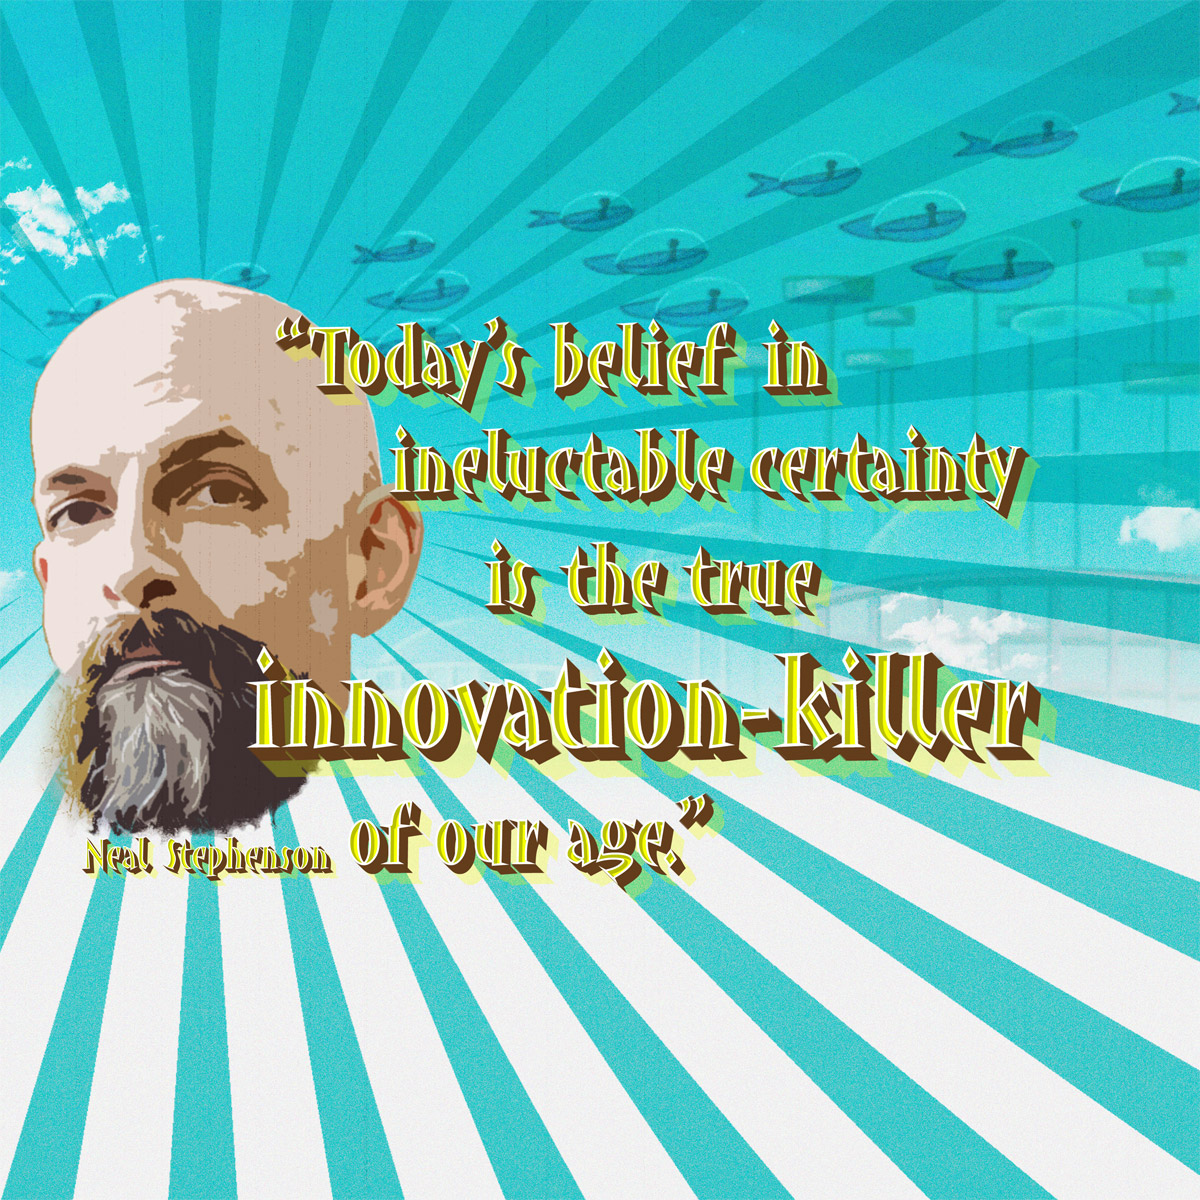 “Today’s belief in
ineluctable certainty
is the true
innovation-killer
of our age.”
Neal Stephenson